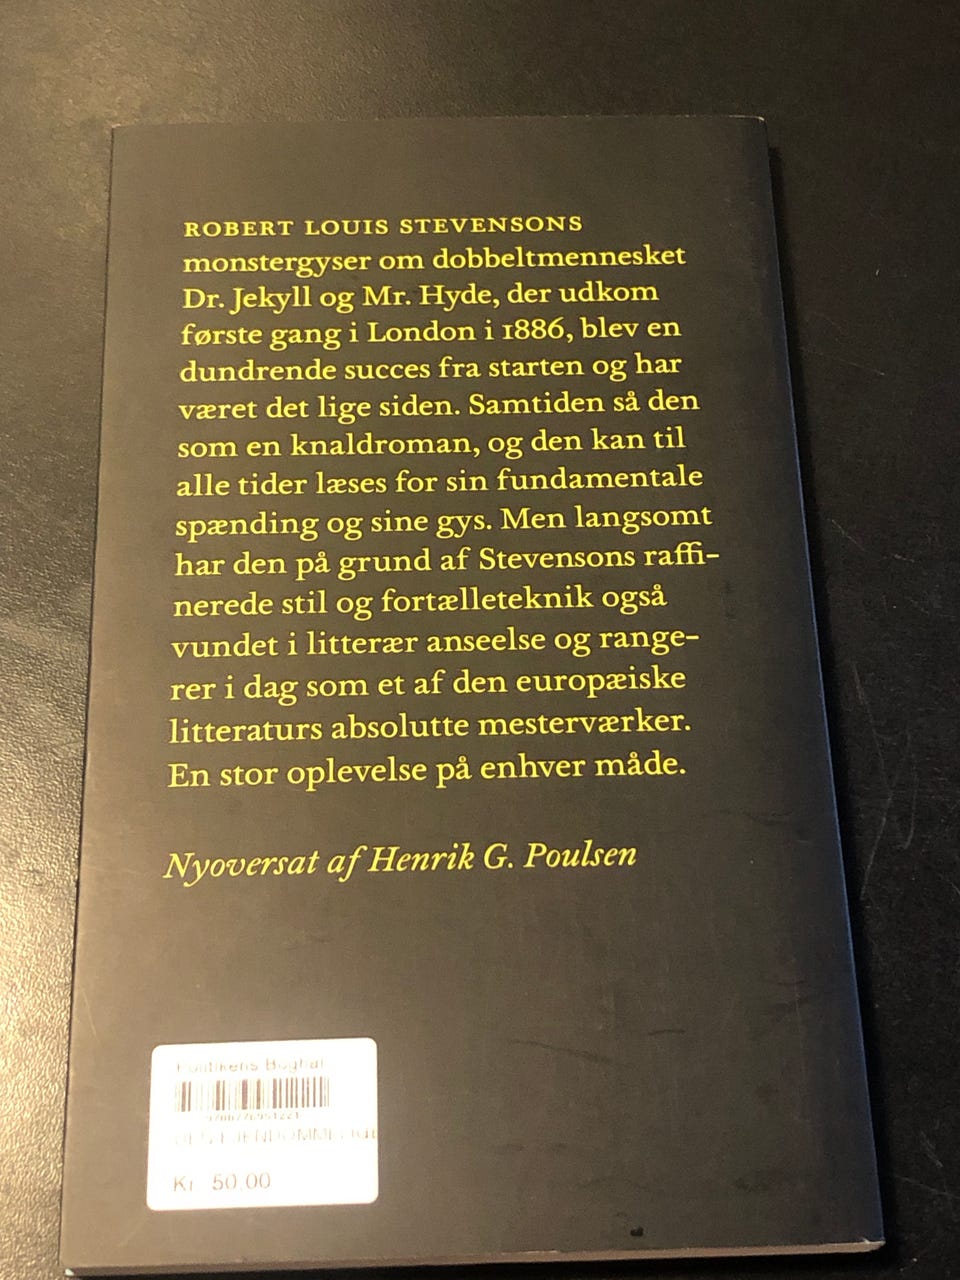 ROBERT LOUIS STEVENSONS
monstergyser om dobbeltmennesket
Dr. Jekyll og Mr. Hyde, der udkom
første gang i London i 1886, blev en
dundrende succes fra starten og har
været det lige siden. Samtiden så den
som en knaldroman, og den kan til
alle tider læses for sin fundamentale
spænding og sine gys. Men langsomt
har den på grund af Stevensons raffi-
nerede stil og fortælleteknik også
vundet i litterær anseelse og range-
rer i dag som et af den europæiske
litteraturs absolutte mesterværker.
En stor oplevelse på enhver måde.
Nyoversat af Henrik G. Poulsen
Politikens Boghal
DEN EJENDOMMELIGE
Kr 50.00